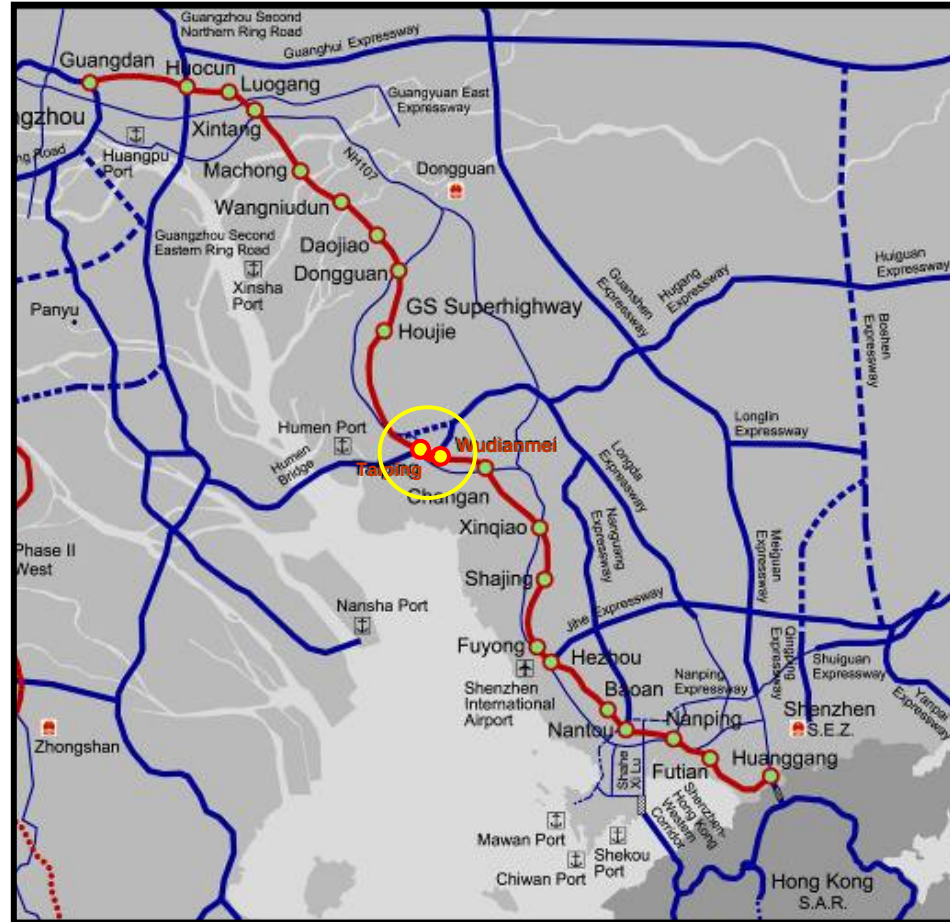 Guangzhou Second
Northern Ring Road
Guanghui Expressway
Guangdan
Huocun
Luogang
Guangyuan East
Expressway
gzhou
Xintang
ng Road
Huangpu
Port
NH107
Machong
Dongguan
Wangniudun
Guangzhou Second
Eastern Ring Road
Daojiao
Xinsha
Port
Dongguan
Huiguan
Expressway
Guanshen
Expressway
Hugang
Expressway
Panyu
GS Superhighway
Boshen
Expressway
Houjie
Longlin
Expressway
Humen Port
Humen
Bridge
Wudianmei
Taiping
Changan
Longda
Expressway
Nanguang
Expressway
Xinqiao
Meiguan
Expressway
Phase II
West
Shajing
Nansha Port
Jihe Expressway
Qingping
Expressway
Fuyong
Hezhou
Shuiguan
Expressway
Shenzhen
International
Airport
Baoan
Nanping
Expressway
Yanpai
Expressway
Shenzhen
S.E.Z.
Nantou
Nanping
Zhongshan
Shahe
Xi Lu
Futian
Huanggang
Shenzhen-
Hong Kong
Western
Corridor
Mawan Port
Shekou
Port
Chiwan Port
Hong Kong
S.A.R.